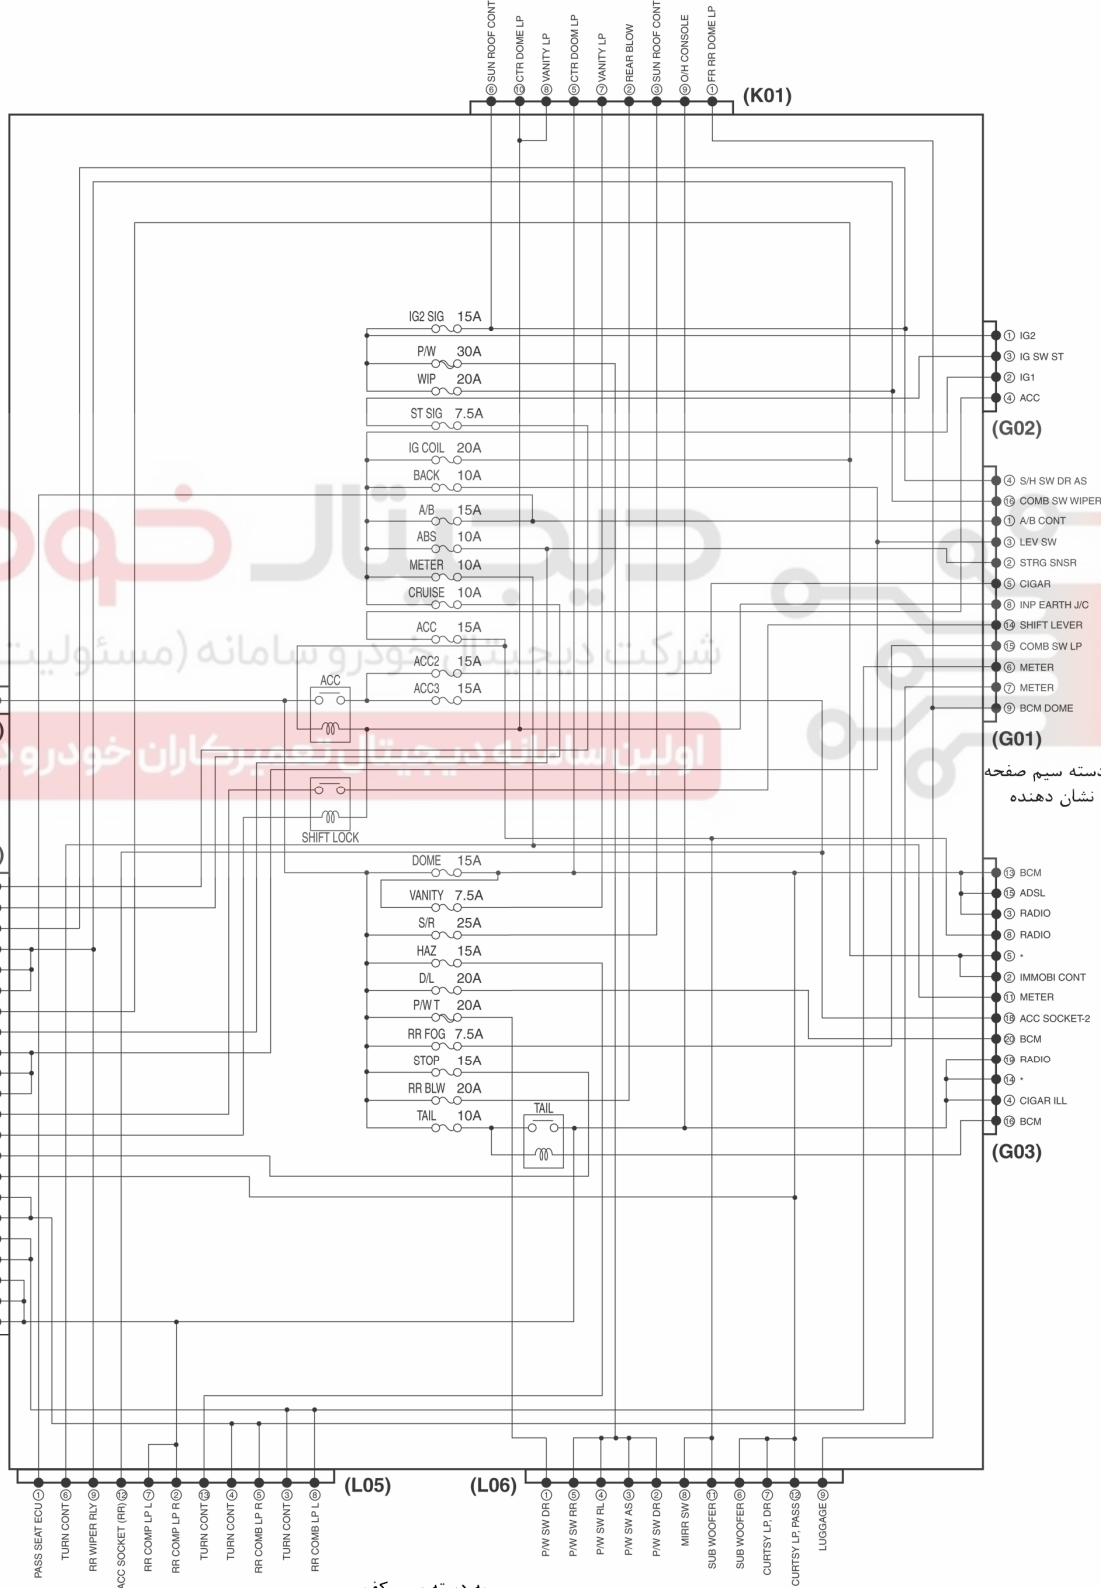 ⑥ SUN ROOF CONT
⑩ CTR DOME LP
⑧ VANITY LP
⑤ CTR DOOM LP
⑦ VANITY LP
② REAR BLOW
③ SUN ROOF CONT
⑨ O/H CONSOLE
① FR RR DOME LP
(K01)
IG2 SIG 15A
P/W 30A
WIP 20A
ST SIG 7.5A
IG COIL 20A
BACK 10A
A/B 15A
ABS 10A
METER 10A
CRUISE 10A
ACC 15A
ACC2 15A
ACC3 15A
ACC
SHIFT LOCK
DOME 15A
VANITY 7.5A
S/R 25A
HAZ 15A
D/L 20A
P/W T 20A
RR FOG 7.5A
STOP 15A
RR BLW 20A
TAIL 10A
TAIL
① IG2
③ IG SW ST
② IG1
④ ACC
(G02)
④ S/H SW DR AS
⑯ COMB SW WIPER
① A/B CONT
③ LEV SW
② STRG SNSR
⑤ CIGAR
⑧ INP EARTH J/C
⑭ SHIFT LEVER
⑮ COMB SW LP
⑥ METER
⑦ METER
⑨ BCM DOME
(G01)
دسته سیم صفحه
نشان دهنده
⑬ BCM
⑮ ADSL
③ RADIO
⑧ RADIO
⑤ *
② IMMOBI CONT
⑪ METER
⑱ ACC SOCKET-2
⑳ BCM
⑲ RADIO
⑭ *
④ CIGAR ILL
⑯ BCM
(G03)
دیجیتال خودرو
شرکت دیجیتال خودرو سامانه (مسئولیت
اولین سامانه دیجیتال تعمیرکاران خودرو د
(L05)
① PASS SEAT ECU
⑥ TURN CONT
⑨ RR WIPER RLY
⑫ ACC SOCKET (RR)
⑦ RR COMP LP L
② RR COMP LP R
⑬ TURN CONT
④ TURN CONT
⑤ RR COMB LP R
③ TURN CONT
⑧ RR COMB LP L
(L06)
① P/W SW DR
⑤ P/W SW RR
④ P/W SW RL
③ P/W SW AS
② P/W SW DR
⑧ MIRR SW
⑪ SUB WOOFER
⑥ SUB WOOFER
⑦ CURTSY LP, DR
⑫ CURTSY LP, PASS
⑨ LUGGAGE